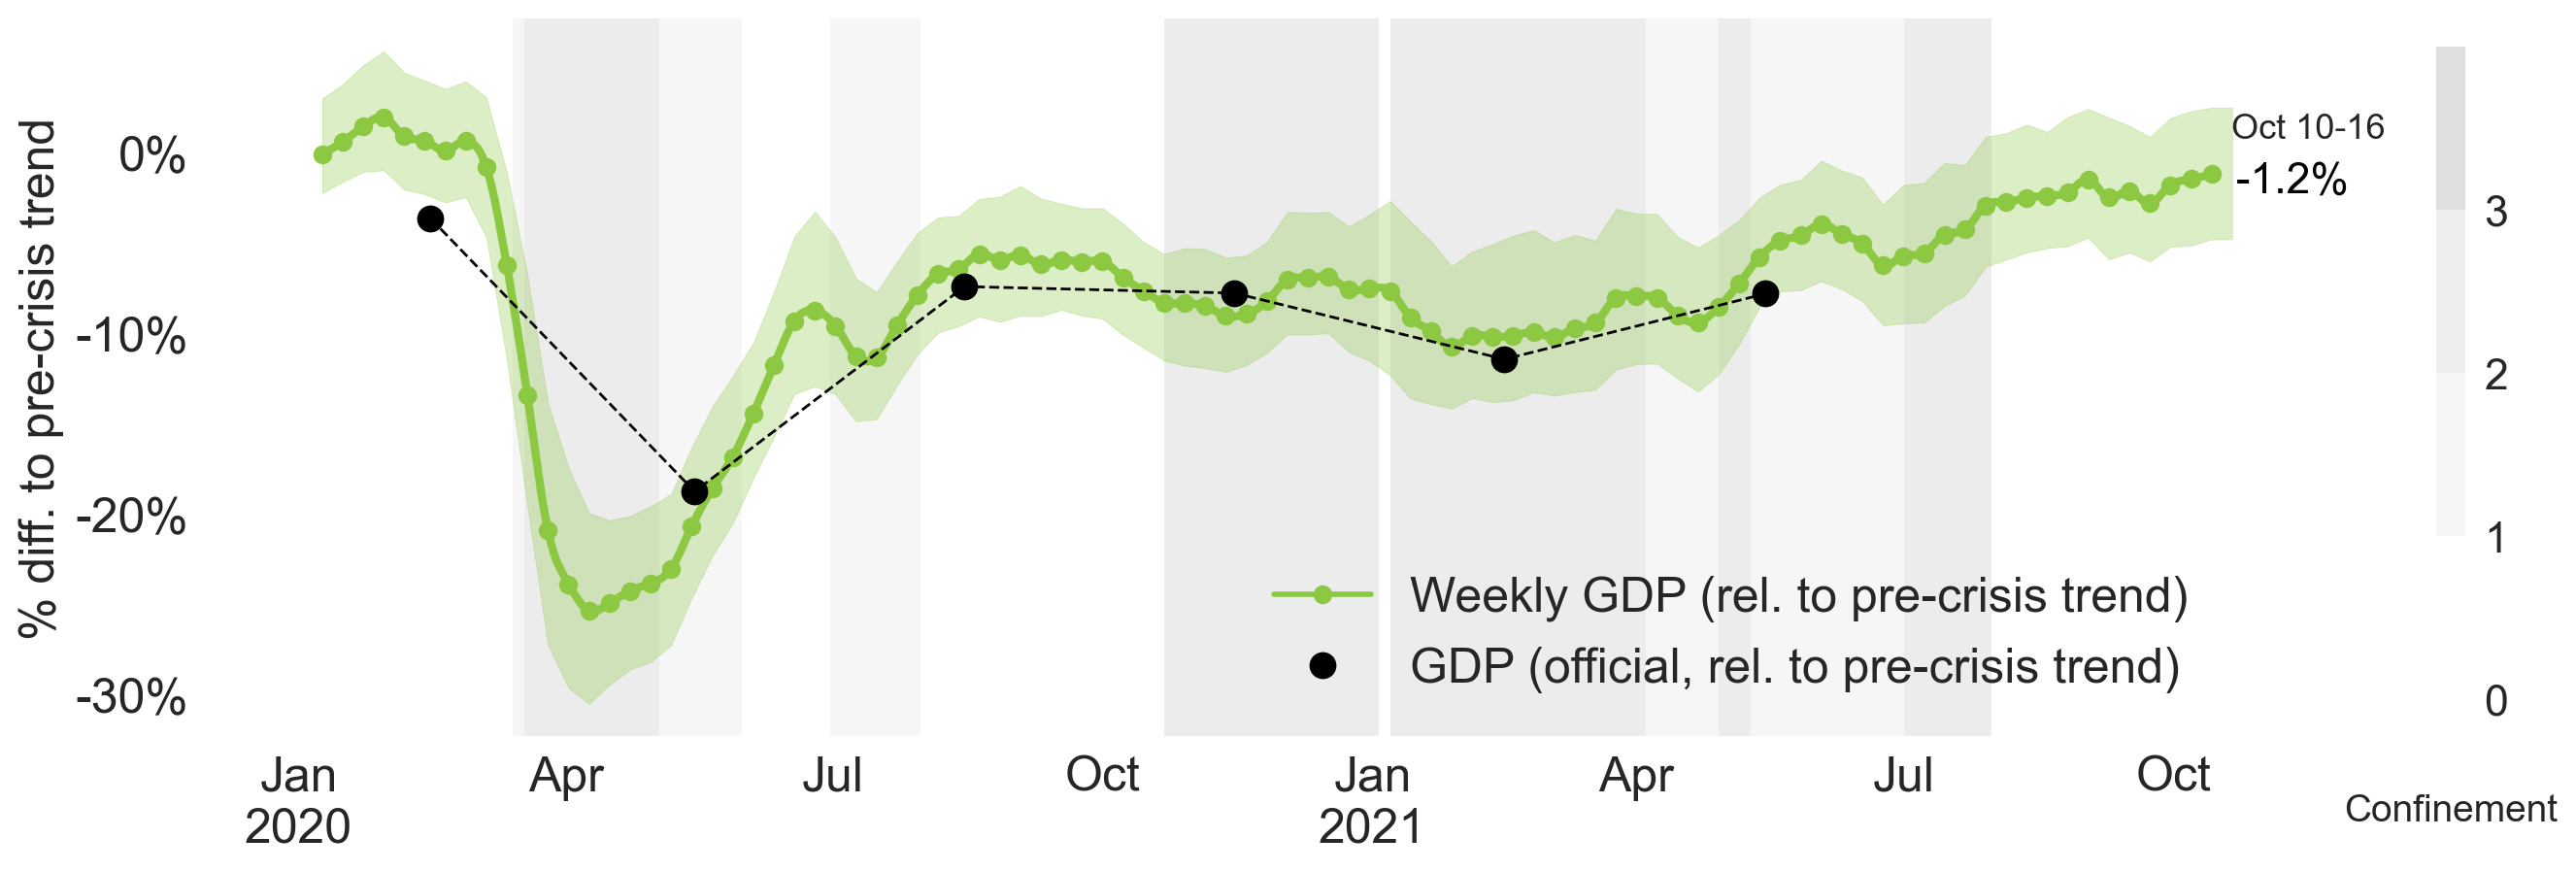 % diff. to pre-crisis trend
0%
-10%
-20%
-30%
Oct 10-16
-1.2%
3
2
1
0
Weekly GDP (rel. to pre-crisis trend)
GDP (official, rel. to pre-crisis trend)
Jan Apr Jul Oct Jan Apr Jul Oct
2020 2021
Confinement